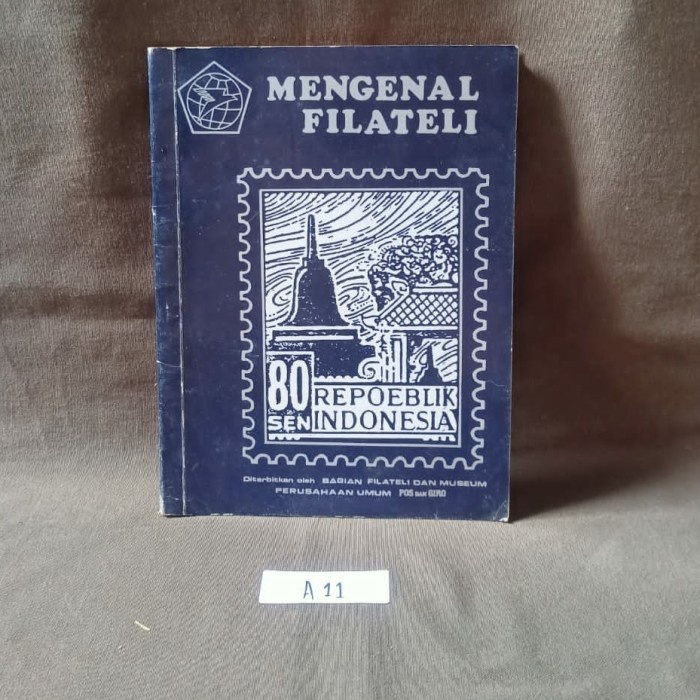 MENGENAL
FILATELI
80
SEN
REPOEBLIK
INDONESIA
Diterbitkan oleh BAGIAN FILATELI DAN MUSEUM
PERUSAHAAN UMUM POS DAN GIRO
A 11